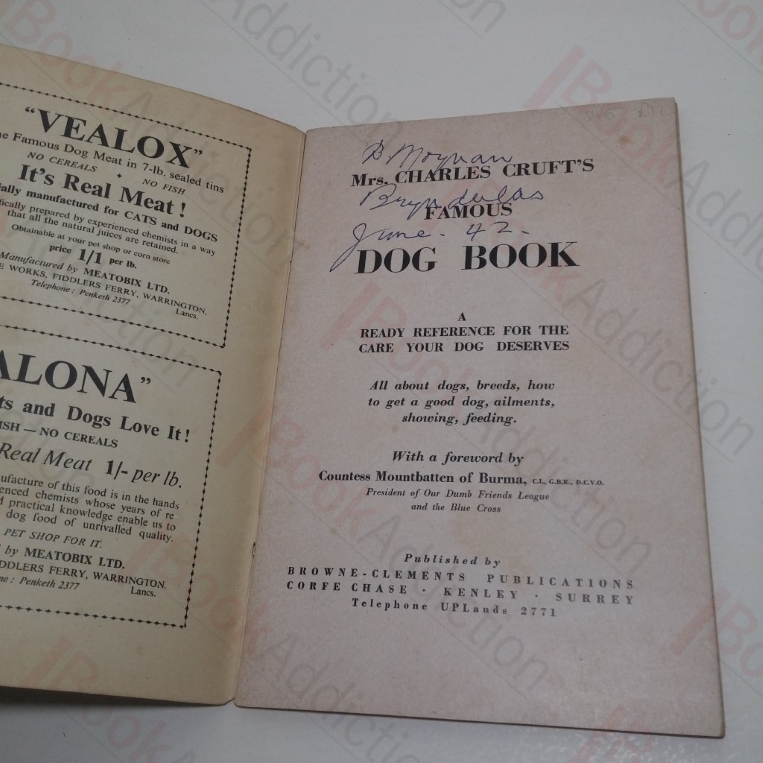 "VEALOX"
Famous Dog Meat in 7-lb. sealed tins
NO CEREALS • NO FISH
It's Real Meat!
manufactured for CATS and DOGS
prepared by experienced chemists in a way
that all the natural juices are retained.
Obtainable at your pet shop or corn store
price 1/1 per lb.
Manufactured by MEATOBIX LTD.
WORKS, FIDDLERS FERRY, WARRINGTON.
Telephone: Penketh 2377 Lancs.
ALONA"
and Dogs Love It!
FISH — NO CEREALS
Real Meat 1/- per lb.
of this food is in the hands
chemists whose years of re
practical knowledge enable us to
dog food of unrivalled quality.
PET SHOP FOR IT.
by MEATOBIX LTD.
FIDDLERS FERRY, WARRINGTON.
: Penketh 2377 Lancs.
B. Moynan
Mrs. CHARLES CRUFT'S
FAMOUS
June. 42.
DOG BOOK
A
READY REFERENCE FOR THE
CARE YOUR DOG DESERVES
All about dogs, breeds, how
to get a good dog, ailments,
showing, feeding.
With a foreword by
Countess Mountbatten of Burma, C.I., G.B.E., D.C.V.O.
President of Our Dumb Friends League
and the Blue Cross
Published by
BROWNE-CLEMENTS PUBLICATIONS
CORFE CHASE · KENLEY · SURREY
Telephone UPLands 2771
BookAddiction